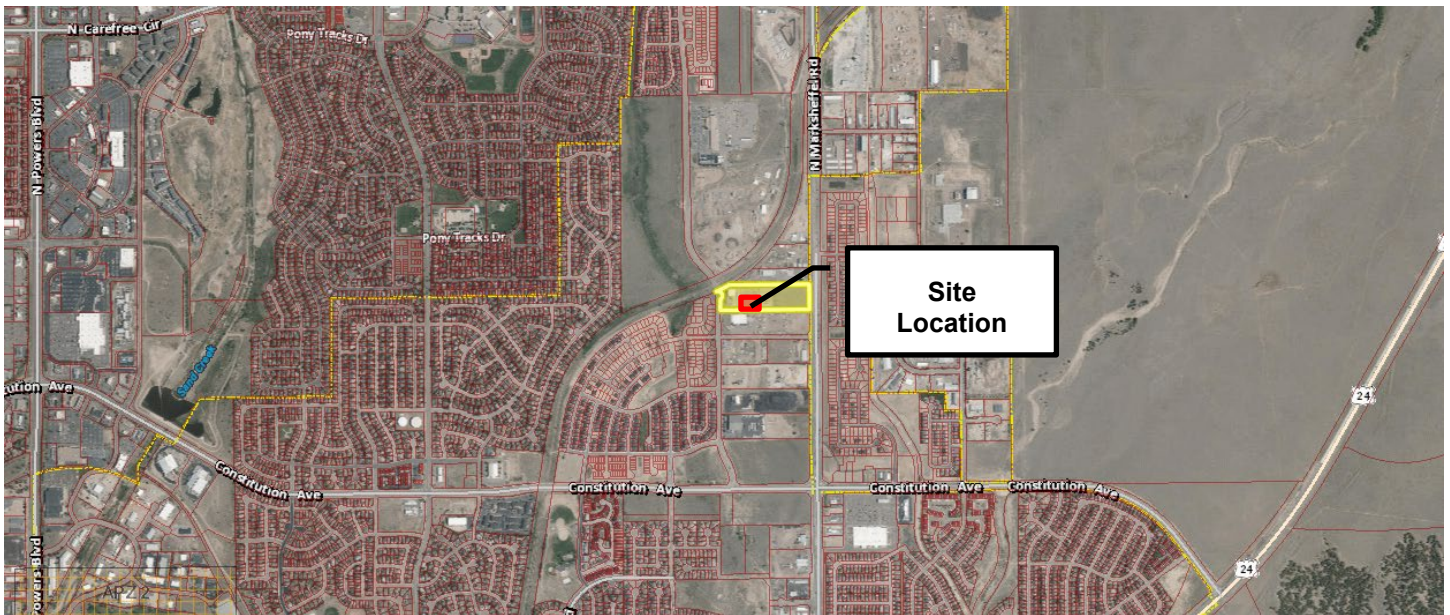 N Carefree Cir
Pony Tracks Dr
N Powers Blvd
N Marksheffel Rd
Pony Tracks Dr
Site
Location
Sand Creek
ution Ave
24
Constitution Ave
Constitution Ave
Constitution Ave
Constitution Ave
24
Powers Blvd
APZ 2